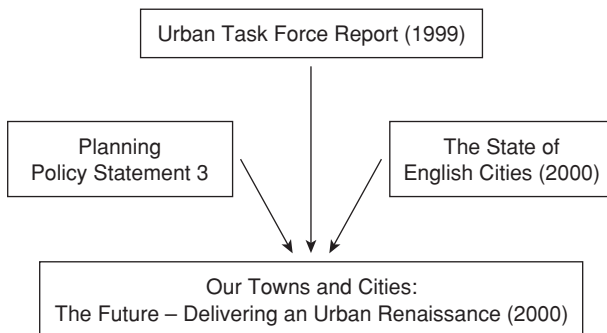 Urban Task Force Report (1999)
Planning
Policy Statement 3
The State of
English Cities (2000)
Our Towns and Cities:
The Future – Delivering an Urban Renaissance (2000)